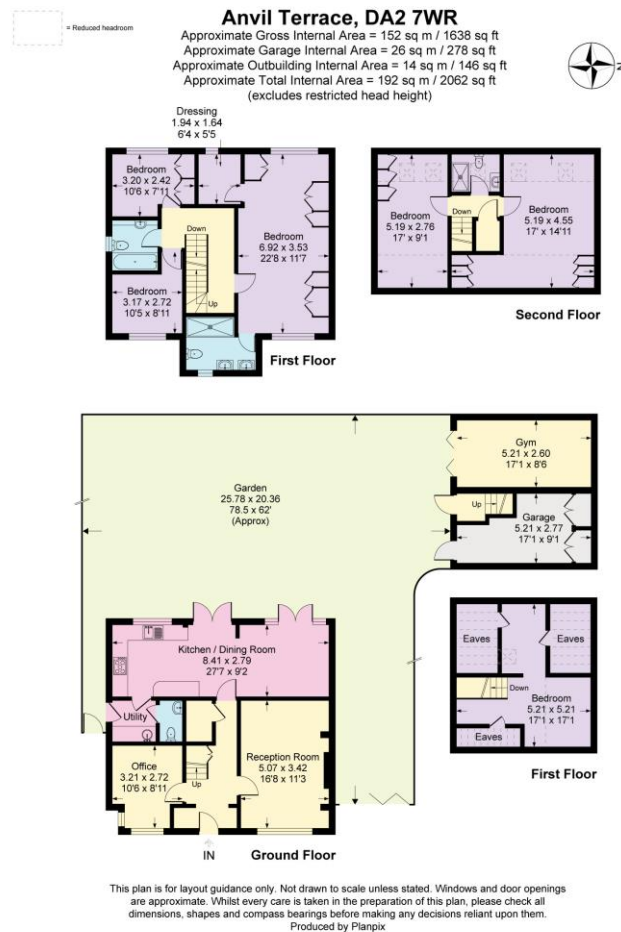 = Reduced headroom
Anvil Terrace, DA2 7WR
Approximate Gross Internal Area = 152 sq m / 1638 sq ft
Approximate Garage Internal Area = 26 sq m / 278 sq ft
Approximate Outbuilding Internal Area = 14 sq m / 146 sq ft
Approximate Total Internal Area = 192 sq m / 2062 sq ft
(excludes restricted head height)
N
Dressing
1.94 x 1.64
6'4 x 5'5
Bedroom
3.20 x 2.42
10'6 x 7'11
Down
Bedroom
6.92 x 3.53
22'8 x 11'7
Bedroom
3.17 x 2.72
10'5 x 8'11
Up
First Floor
Bedroom
5.19 x 2.76
17' x 9'1
Down
Bedroom
5.19 x 4.55
17' x 14'11
Second Floor
Garden
25.78 x 20.36
78.5 x 62'
(Approx)
Gym
5.21 x 2.60
17'1 x 8'6
Up
Garage
5.21 x 2.77
17'1 x 9'1
Kitchen / Dining Room
8.41 x 2.79
27'7 x 9'2
Utility
Office
3.21 x 2.72
10'6 x 8'11
Up
Reception Room
5.07 x 3.42
16'8 x 11'3
IN
Ground Floor
Eaves
Eaves
Down
Bedroom
5.21 x 5.21
17'1 x 17'1
Eaves
First Floor
This plan is for layout guidance only. Not drawn to scale unless stated. Windows and door openings
are approximate. Whilst every care is taken in the preparation of this plan, please check all
dimensions, shapes and compass bearings before making any decisions reliant upon them.
Produced by Planpix